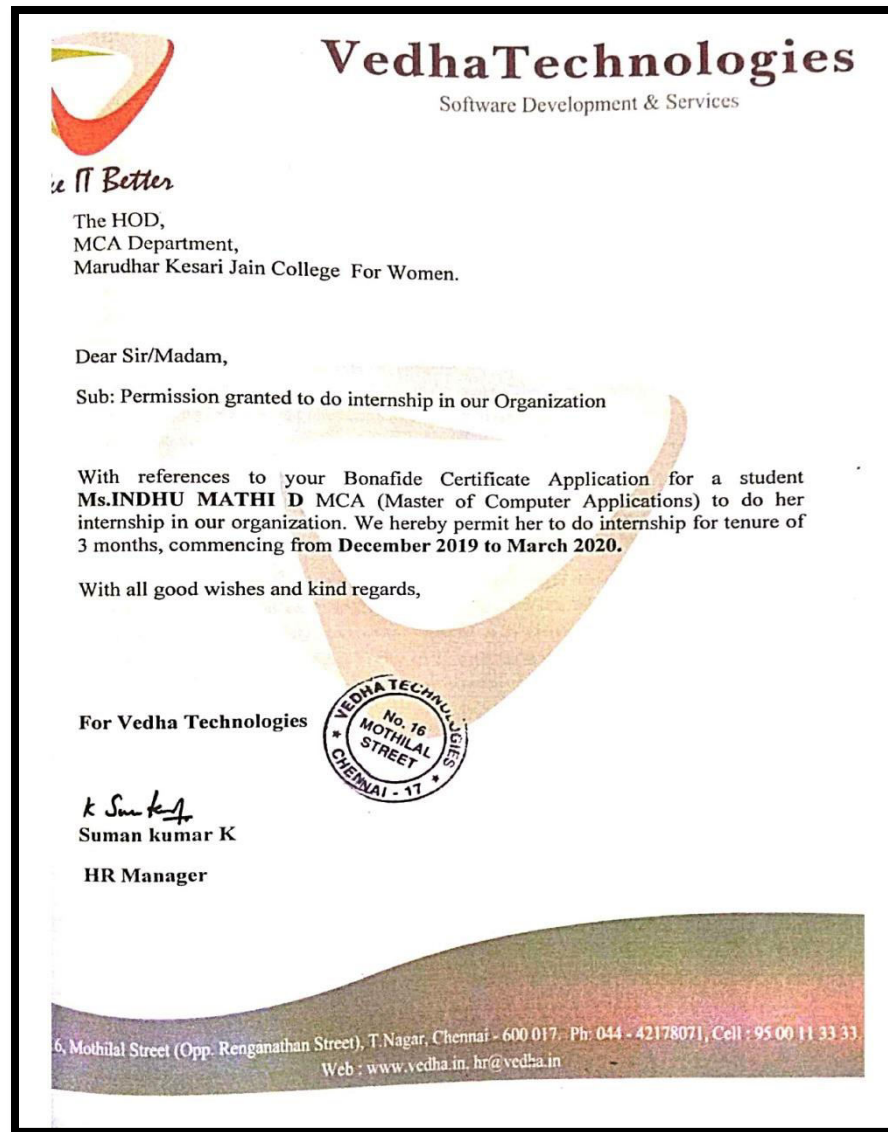 VedhaTechnologies
Software Development & Services
IT Better
The HOD,
MCA Department,
Marudhar Kesari Jain College For Women.
Dear Sir/Madam,
Sub: Permission granted to do internship in our Organization
With references to your Bonafide Certificate Application for a student
Ms.INDHU MATHI D MCA (Master of Computer Applications) to do her
internship in our organization. We hereby permit her to do internship for tenure of
3 months, commencing from December 2019 to March 2020.
With all good wishes and kind regards,
VEDHA TECHNOLOGIES
No. 16
MOTHILAL
STREET
* CHENNAI - 17 *
For Vedha Technologies
Suman kumar K
HR Manager
6, Mothilal Street (Opp. Renganathan Street), T.Nagar, Chennai - 600 017. Ph: 044 - 42178071, Cell : 95 00 11 33 33
Web : www.vedha.in, hr@vedha.in